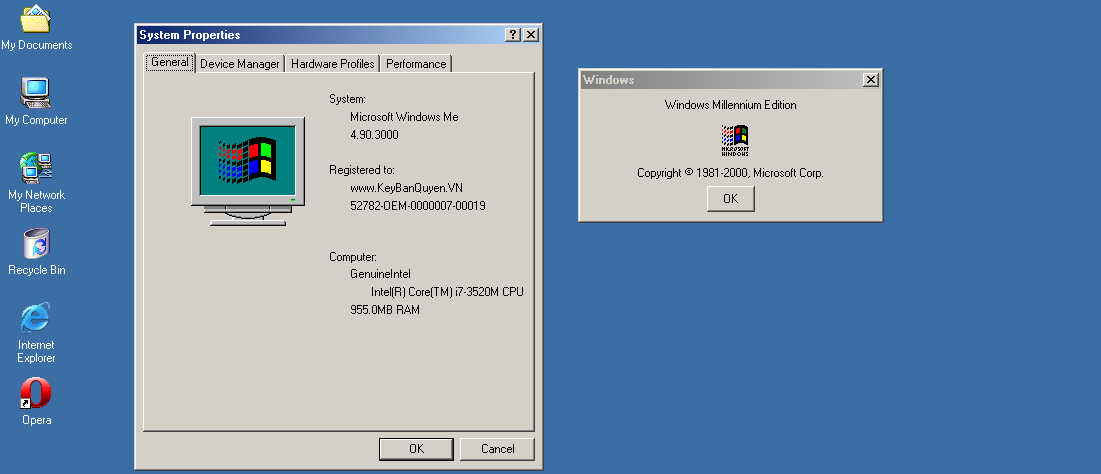 My Documents
My Computer
My Network
Places
Recycle Bin
Internet
Explorer
Opera
System Properties
General
Device Manager
Hardware Profiles
Performance
System:
Microsoft Windows Me
4.90.3000
Registered to:
www.KeyBanQuyen.VN
52782-OEM-0000007-00019
Computer:
GenuineIntel
Intel(R) Core(TM) i7-3520M CPU
955.0MB RAM
OK
Cancel
Windows
Windows Millennium Edition
MICROSOFT
WINDOWS
Copyright © 1981-2000, Microsoft Corp.
OK